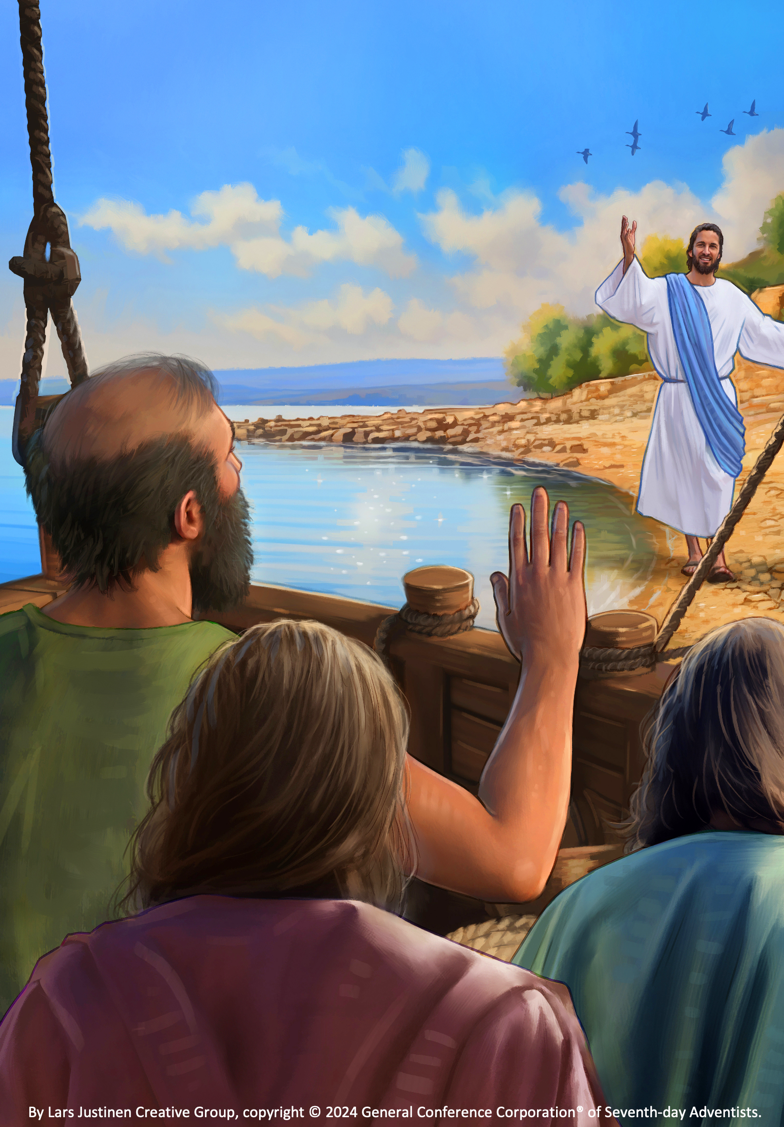 By Lars Justinen Creative Group, copyright © 2024 General Conference Corporation® of Seventh-day Adventists.